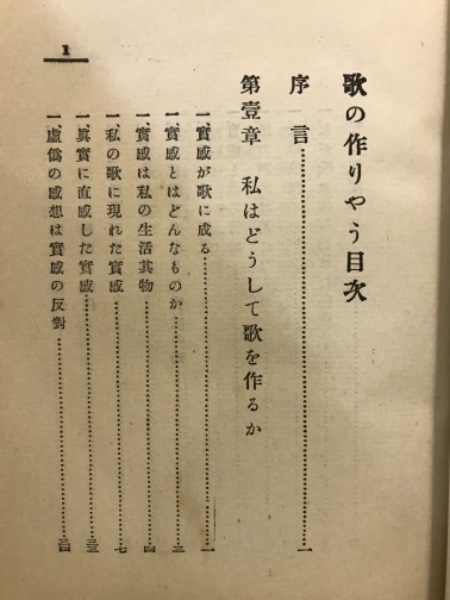 歌の作りやう目次
序言……一
第壹章 私はどうして歌を作るか
一、實感が歌に成る……一
一、實感とはどんなものか……三
一、實感は私の生活其物……四
一、私の歌に現れた實感……七
一、眞實に直感した實感
一、虛僞の感想は實感の反對
1